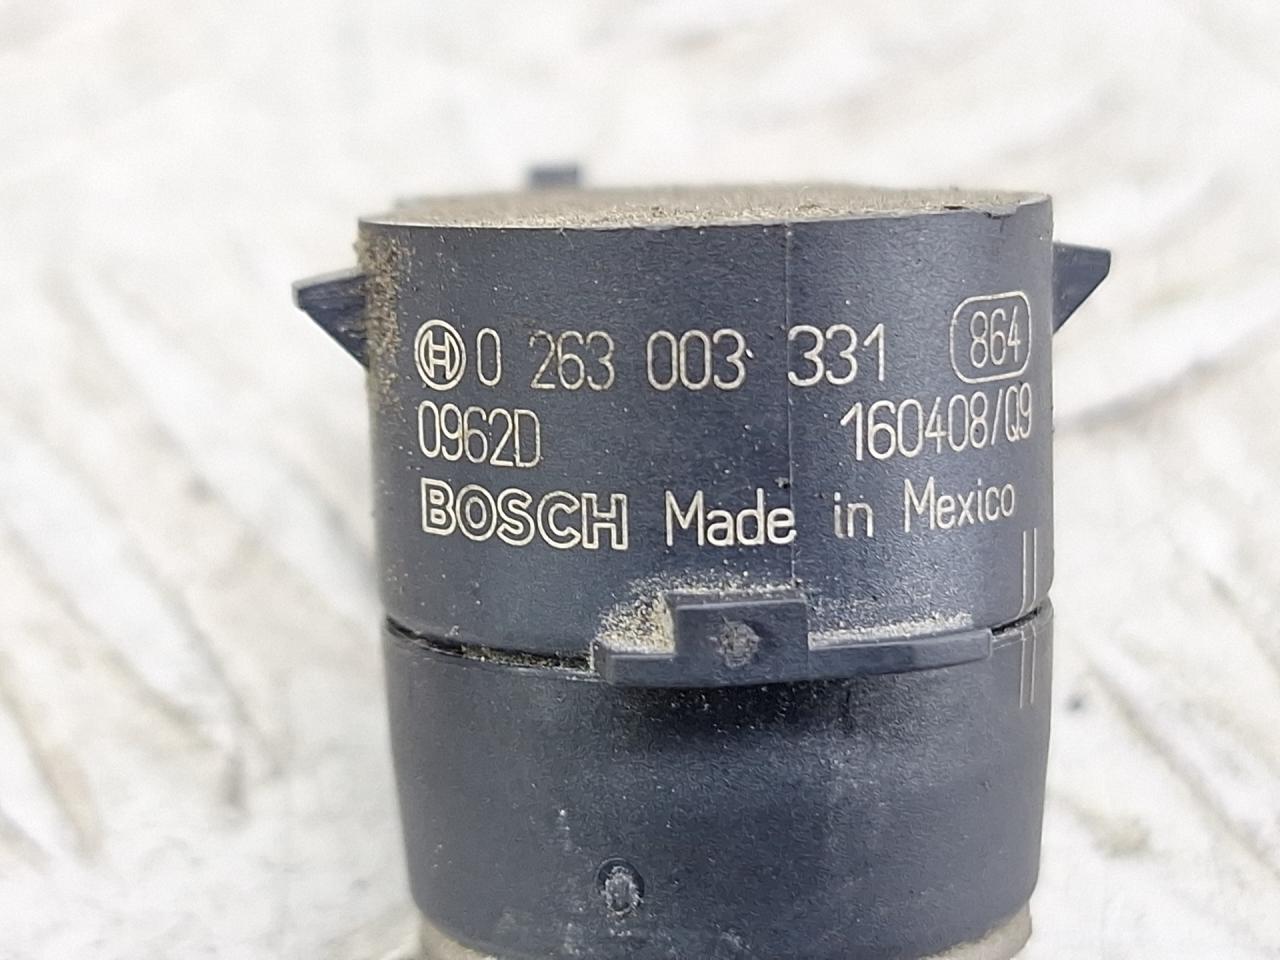 0 263 003 331 864
0962D 160408/Q9
BOSCH Made in Mexico